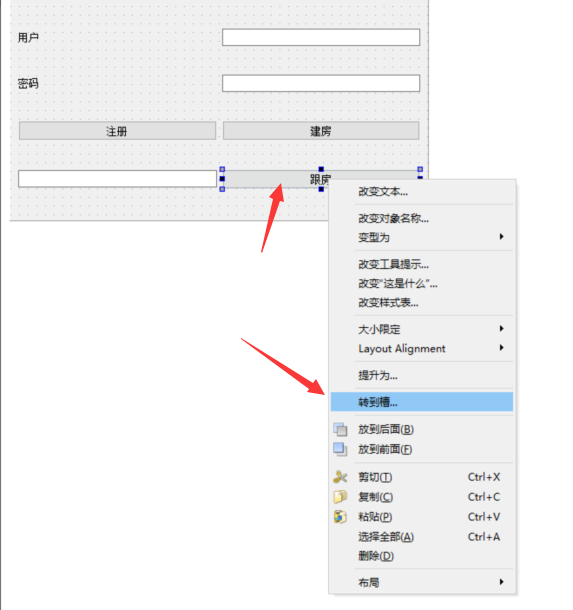 用户
密码
注册 建房
跟房
改变文本...
改变对象名称...
变型为
改变工具提示...
改变“这是什么”...
改变样式表...
大小限定
Layout Alignment
提升为...
转到槽...
放到后面(B)
放到前面(F)
剪切(T) Ctrl+X
复制(C) Ctrl+C
粘贴(P) Ctrl+V
选择全部(A) Ctrl+A
删除(D)
布局